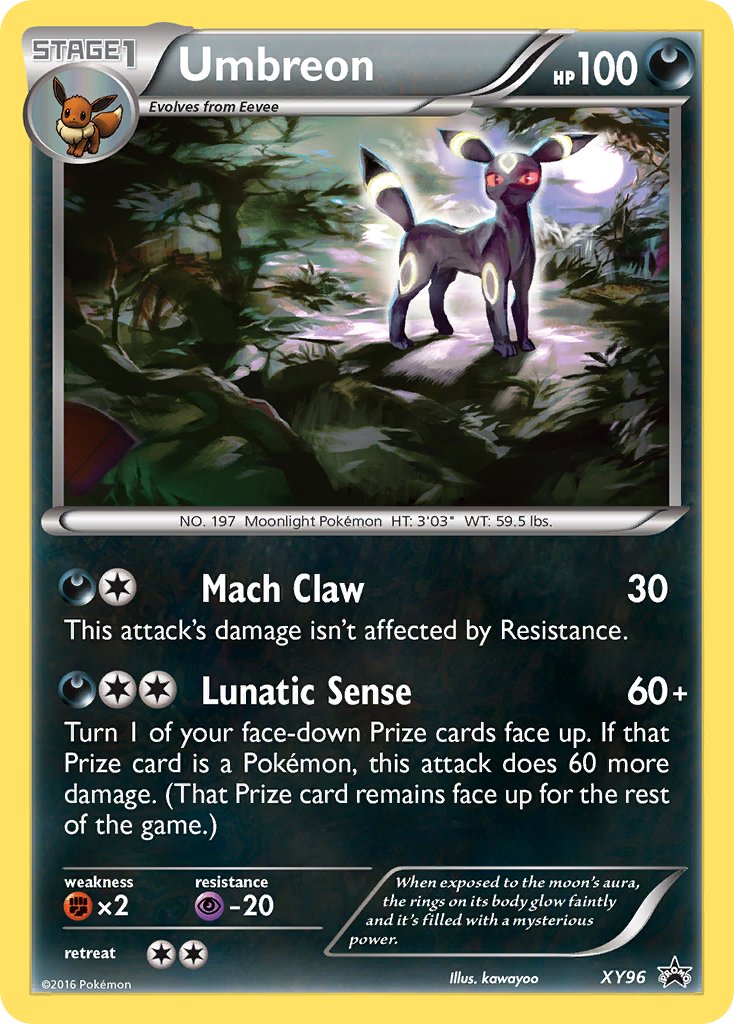 STAGE1
Umbreon
HP100
Evolves from Eevee
NO. 197 Moonlight Pokémon HT: 3'03" WT: 59.5 lbs.
Mach Claw 30
This attack's damage isn't affected by Resistance.
Lunatic Sense 60+
Turn 1 of your face-down Prize cards face up. If that
Prize card is a Pokémon, this attack does 60 more
damage. (That Prize card remains face up for the rest
of the game.)
weakness
×2
resistance
-20
retreat
When exposed to the moon's aura,
the rings on its body glow faintly
and it's filled with a mysterious
power.
©2016 Pokémon
Illus. kawayoo
XY96
PROMO